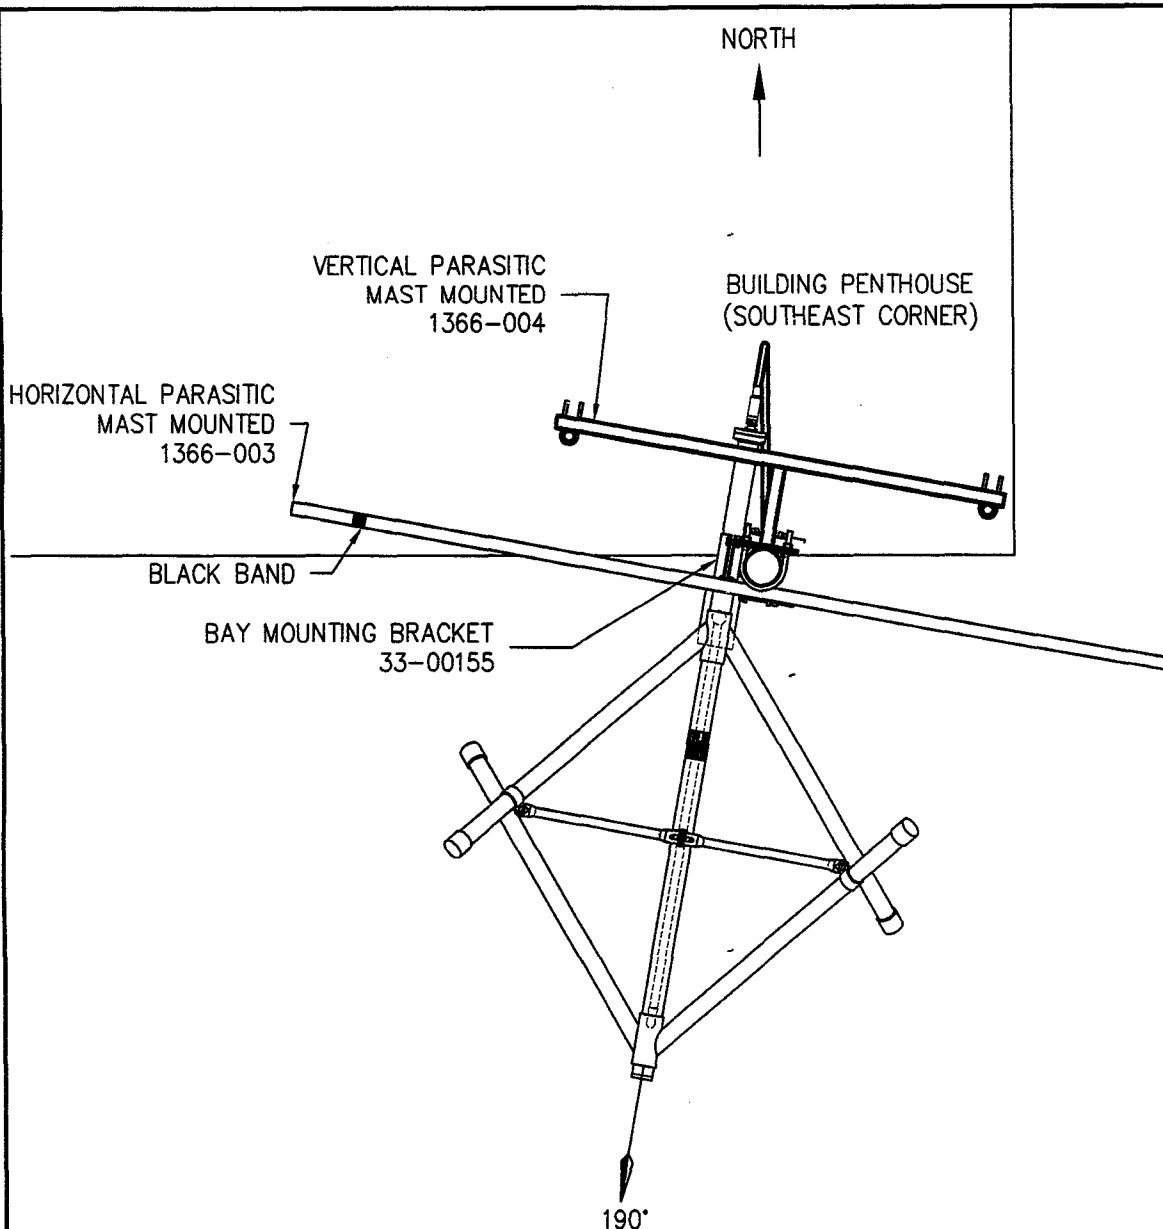 NORTH
VERTICAL PARASITIC
MAST MOUNTED
1366-004
BUILDING PENTHOUSE
(SOUTHEAST CORNER)
HORIZONTAL PARASITIC
MAST MOUNTED
1366-003
BLACK BAND
BAY MOUNTING BRACKET
33-00155
190°